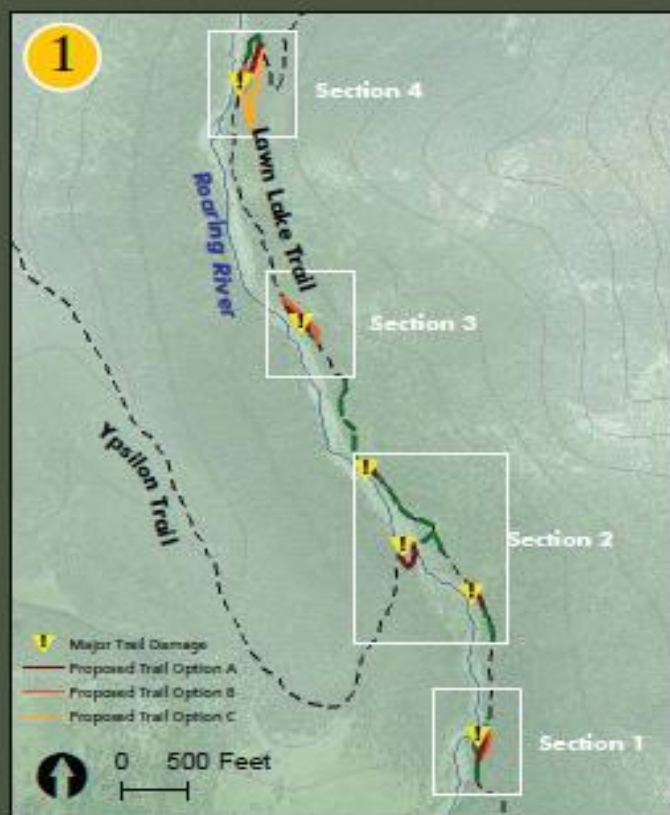 1
Section 4
Lawn Lake Trail
Roaring River
Section 3
Ypsilon Trail
Section 2
Major Trail Damage
Proposed Trail Option A
Proposed Trail Option B
Proposed Trail Option C
Section 1
0 500 Feet